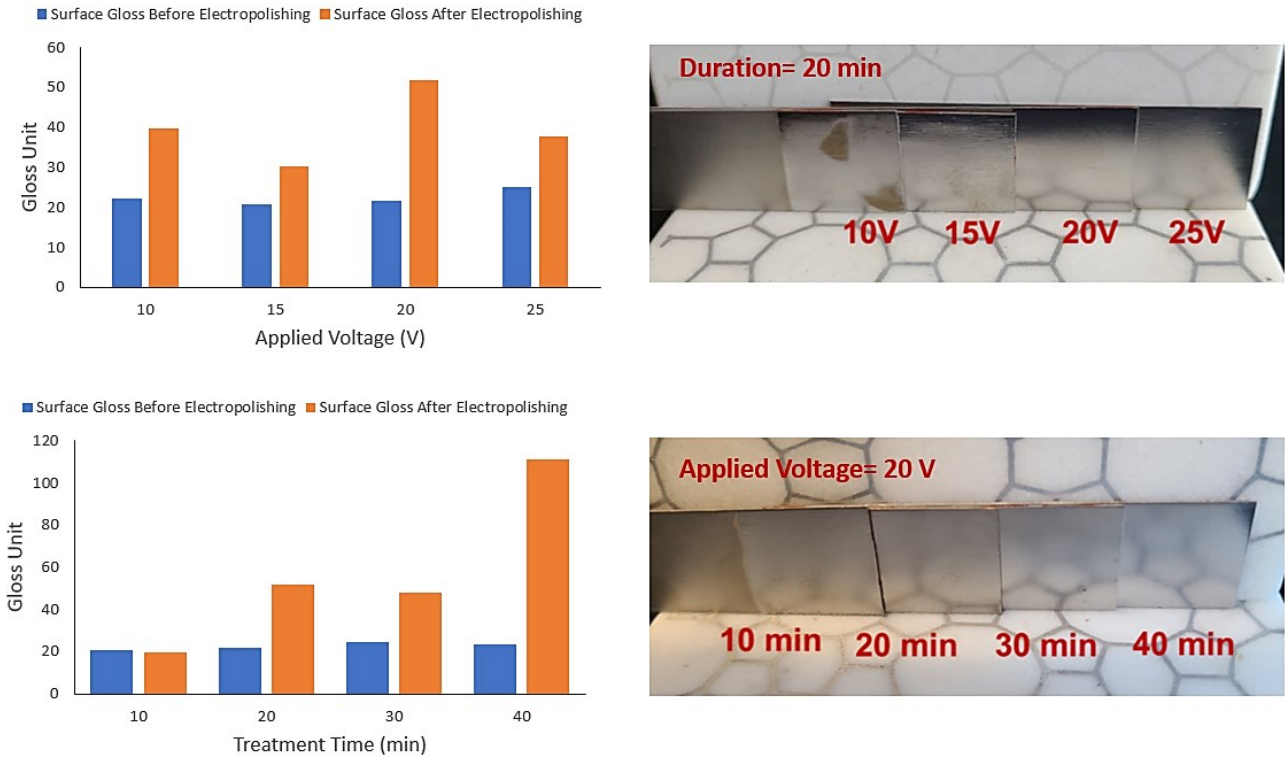 Surface Gloss Before Electropolishing Surface Gloss After Electropolishing
60
50
40
30
20
10
0
Gloss Unit
10 15 20 25
Applied Voltage (V)
Duration= 20 min
10V 15V 20V 25V
Surface Gloss Before Electropolishing Surface Gloss After Electropolishing
120
100
80
60
40
20
0
Gloss Unit
10 20 30 40
Treatment Time (min)
Applied Voltage= 20 V
10 min 20 min 30 min 40 min